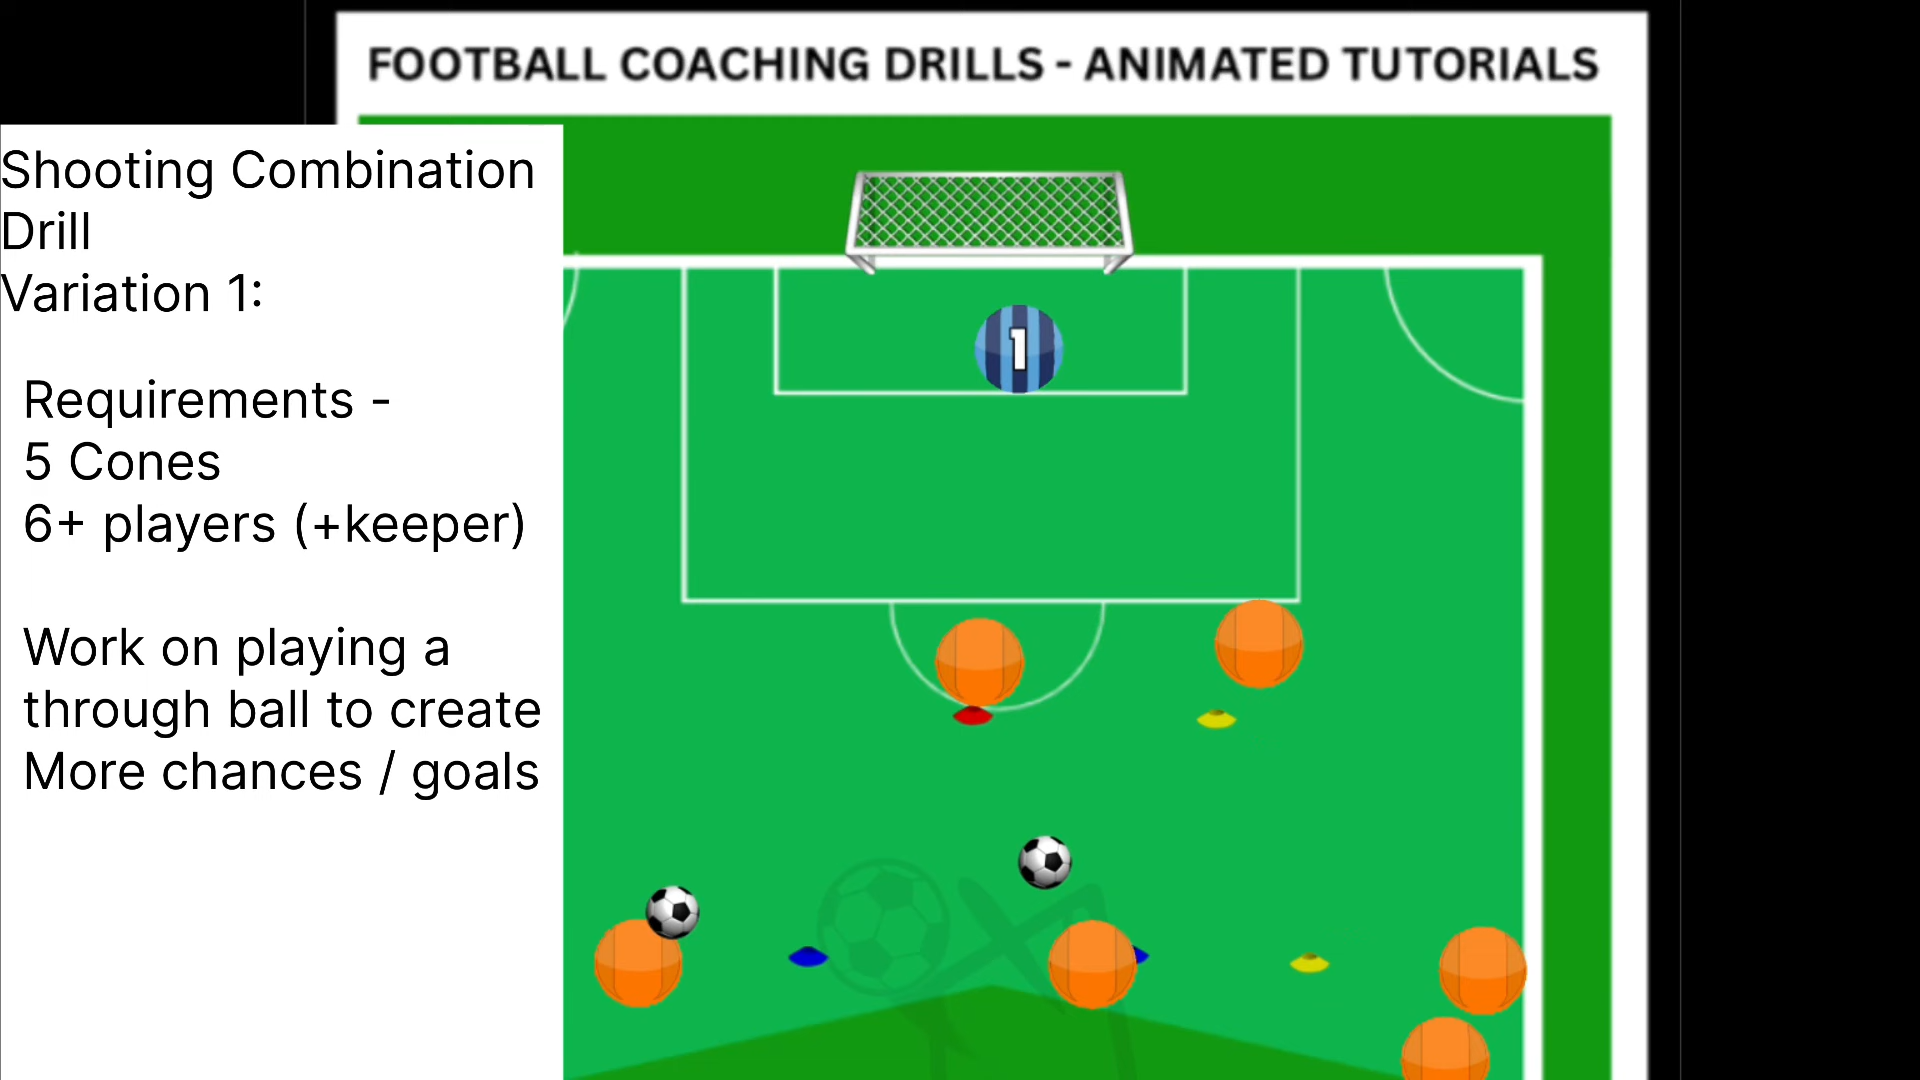 FOOTBALL COACHING DRILLS - ANIMATED TUTORIALS
Shooting Combination
Drill
Variation 1:
Requirements -
5 Cones
6+ players (+keeper)
Work on playing a
through ball to create
More chances / goals
1